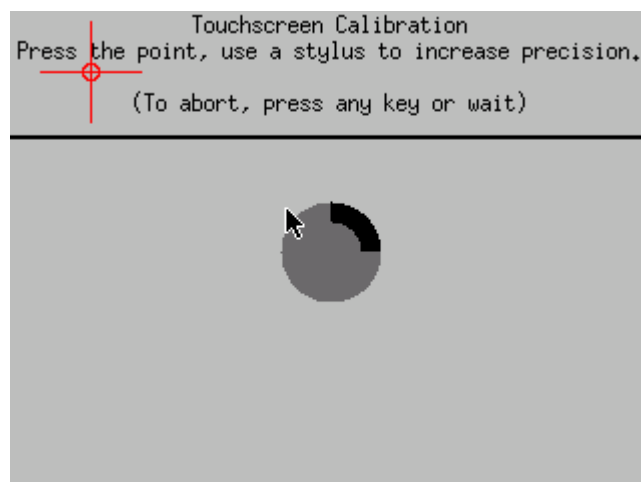 Touchscreen Calibration
Press the point, use a stylus to increase precision.
(To abort, press any key or wait)